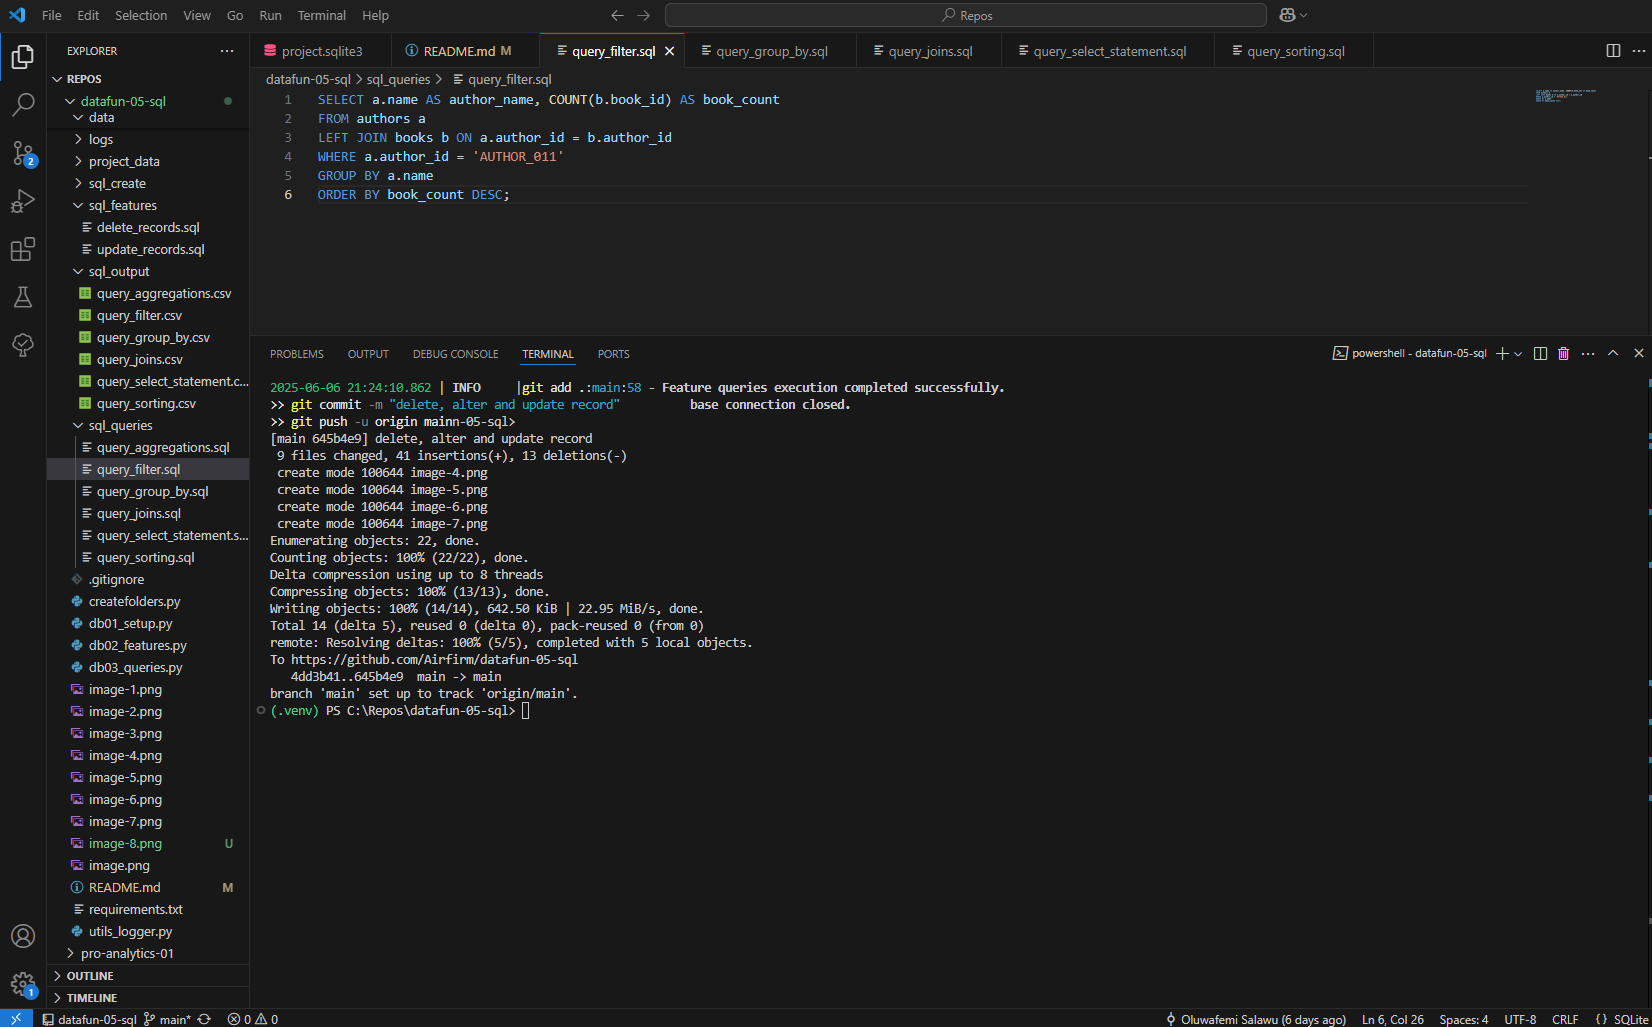 File Edit Selection View Go Run Terminal Help
Repos
EXPLORER
REPOS
datafun-05-sql
data
logs
project_data
sql_create
sql_features
delete_records.sql
update_records.sql
sql_output
query_aggregations.csv
query_filter.csv
query_group_by.csv
query_joins.csv
query_select_statement.c...
query_sorting.csv
sql_queries
query_aggregations.sql
query_filter.sql
query_group_by.sql
query_joins.sql
query_select_statement.s...
query_sorting.sql
.gitignore
createfolders.py
db01_setup.py
db02_features.py
db03_queries.py
image-1.png
image-2.png
image-3.png
image-4.png
image-5.png
image-6.png
image-7.png
image-8.png U
image.png
README.md M
requirements.txt
utils_logger.py
pro-analytics-01
OUTLINE
TIMELINE
2
1
project.sqlite3 README.md M query_filter.sql query_group_by.sql query_joins.sql query_select_statement.sql query_sorting.sql
datafun-05-sql > sql_queries > query_filter.sql
1 SELECT a.name AS author_name, COUNT(b.book_id) AS book_count
2 FROM authors a
3 LEFT JOIN books b ON a.author_id = b.author_id
4 WHERE a.author_id = 'AUTHOR_011'
5 GROUP BY a.name
6 ORDER BY book_count DESC;
PROBLEMS OUTPUT DEBUG CONSOLE TERMINAL PORTS
powershell - datafun-05-sql
2025-06-06 21:24:10.862 | INFO     |git add .:main:58 - Feature queries execution completed successfully.
>> git commit -m "delete, alter and update record"          base connection closed.
>> git push -u origin mainn-05-sql>
[main 645b4e9] delete, alter and update record
9 files changed, 41 insertions(+), 13 deletions(-)
create mode 100644 image-4.png
create mode 100644 image-5.png
create mode 100644 image-6.png
create mode 100644 image-7.png
Enumerating objects: 22, done.
Counting objects: 100% (22/22), done.
Delta compression using up to 8 threads
Compressing objects: 100% (13/13), done.
Writing objects: 100% (14/14), 642.50 KiB | 22.95 MiB/s, done.
Total 14 (delta 5), reused 0 (delta 0), pack-reused 0 (from 0)
remote: Resolving deltas: 100% (5/5), completed with 5 local objects.
To https://github.com/Airfirm/datafun-05-sql
4dd3b41..645b4e9  main -> main
branch 'main' set up to track 'origin/main'.
(.venv) PS C:\Repos\datafun-05-sql>
datafun-05-sql main* 0 0 Oluwafemi Salawu (6 days ago) Ln 6, Col 26 Spaces: 4 UTF-8 CRLF {} SQLite